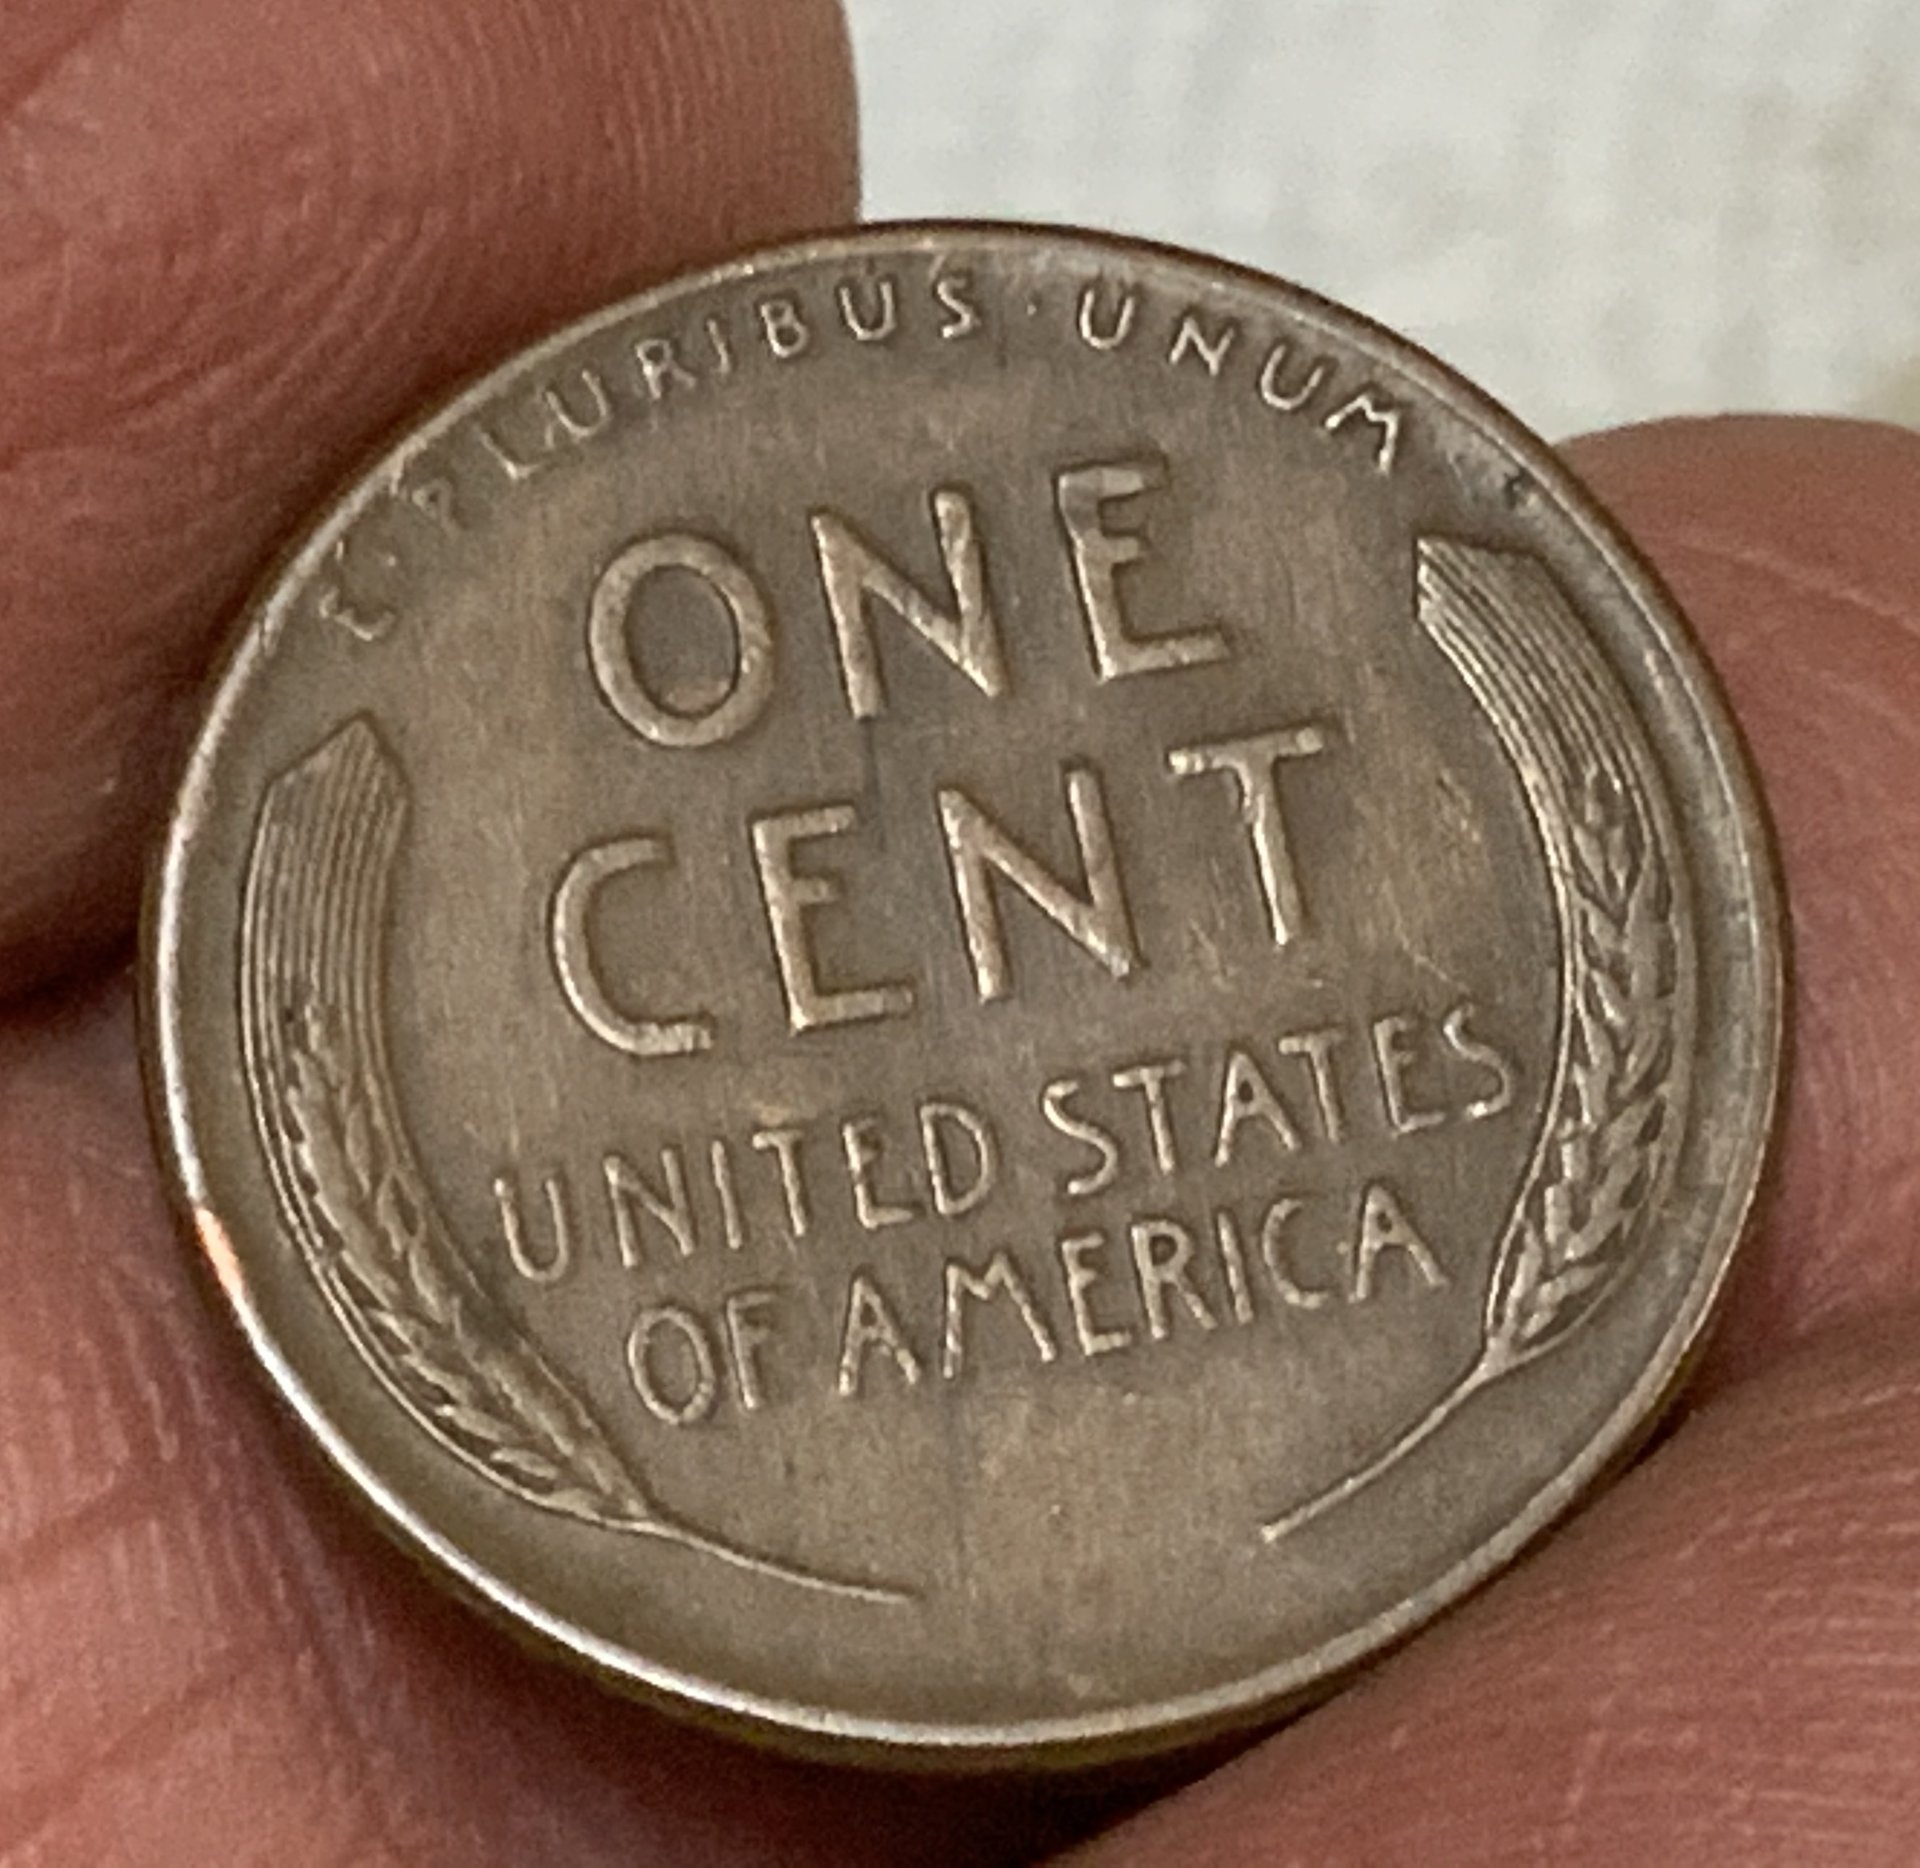 E·PLURIBUS·UNUM
ONE
CENT
UNITED STATES
OF AMERICA